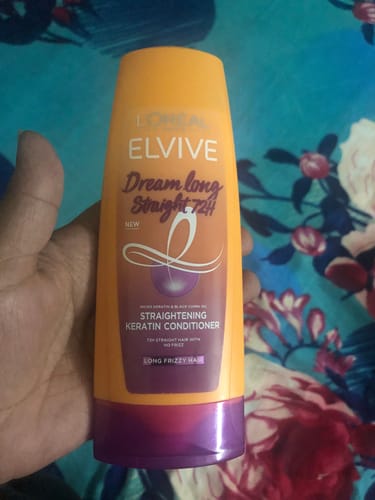 L'ORÉAL
ELVIVE
Dream long
Straight 72H
NEW
MICRO KERATIN & BLACK CUMIN OIL
STRAIGHTENING
KERATIN CONDITIONER
72H STRAIGHT HAIR WITH
NO FRIZZ
LONG FRIZZY HAIR